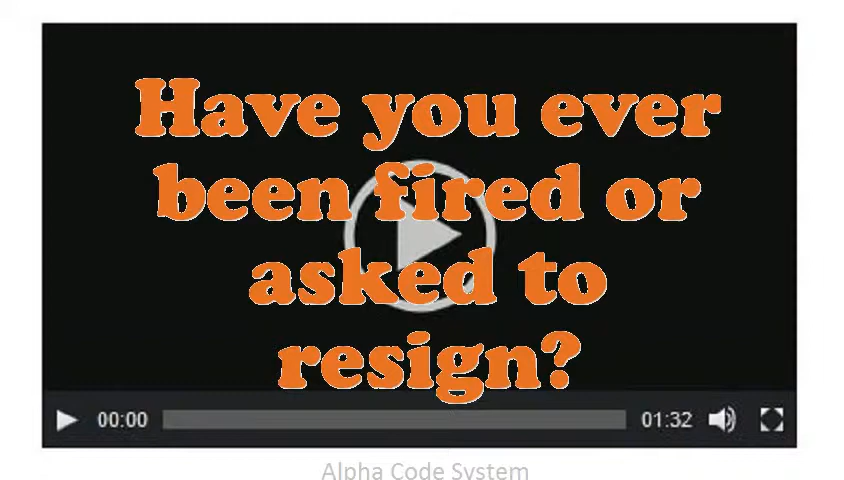 Have you ever
been fired or
asked to
resign?
00:00
01:32
Alpha Code System